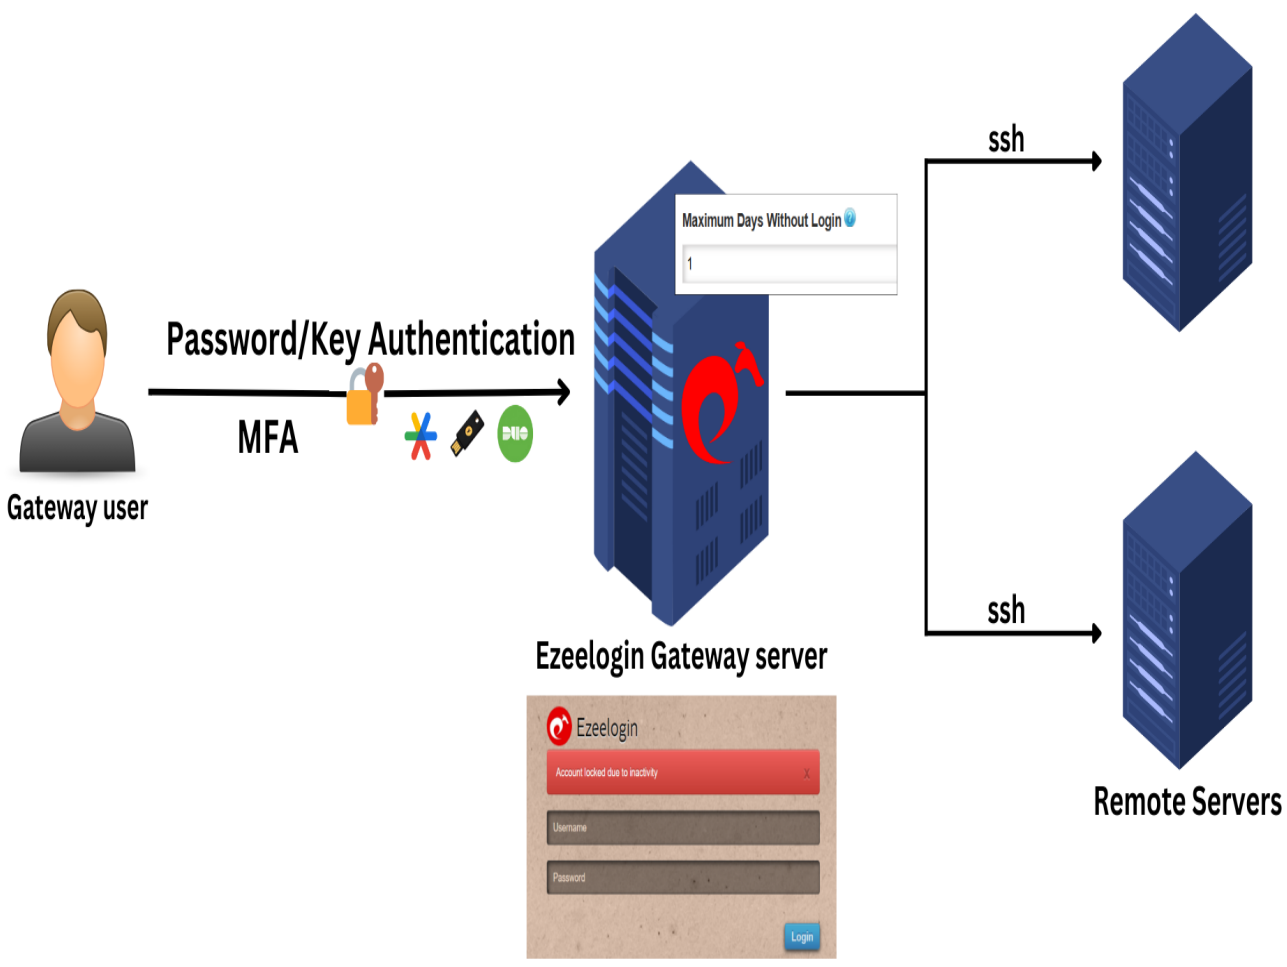 ssh
Maximum Days Without Login ?
1
Password/Key Authentication
MFA
DUO
Gateway user
ssh
Ezeelogin Gateway server
Remote Servers
Ezeelogin
Account locked due to inactivity X
Username
Password
Login